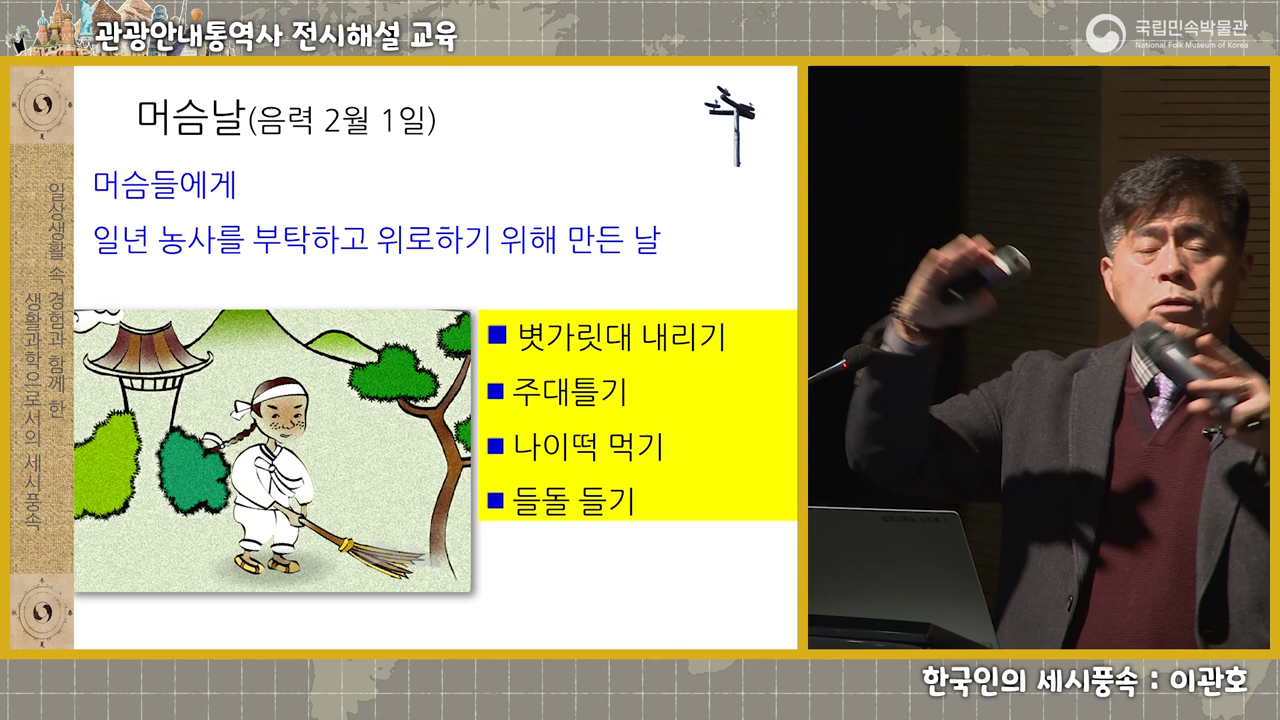 관광안내통역사 전시해설 교육
국립민속박물관
National Folk Museum of Korea
일상생활 속 경험과 함께 한
생활과학으로서의 세시풍속
머슴날(음력 2월 1일)
머슴들에게
일년 농사를 부탁하고 위로하기 위해 만든 날
■ 볏가릿대 내리기
■ 주대틀기
■ 나이떡 먹기
■ 들돌 들기
한국인의 세시풍속 : 이관호